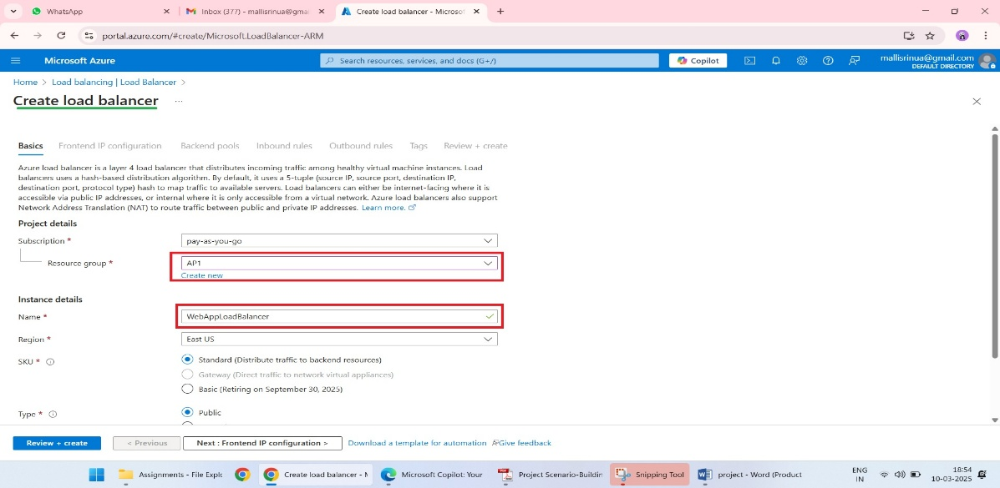 WhatsApp
Inbox (377) - mallisrinua@gmai
Create load balancer - Microsof
portal.azure.com/#create/Microsoft.LoadBalancer-ARM
Microsoft Azure
Search resources, services, and docs (G+/)
Copilot
mallisrinua@gmail.com
DEFAULT DIRECTORY
Home > Load balancing | Load Balancer >
Create load balancer ...
Basics Frontend IP configuration Backend pools Inbound rules Outbound rules Tags Review + create
Azure load balancer is a layer 4 load balancer that distributes incoming traffic among healthy virtual machine instances. Load
balancers uses a hash-based distribution algorithm. By default, it uses a 5-tuple (source IP, source port, destination IP,
destination port, protocol type) hash to map traffic to available servers. Load balancers can either be internet-facing where it is
accessible via public IP addresses, or internal where it is only accessible from a virtual network. Azure load balancers also support
Network Address Translation (NAT) to route traffic between public and private IP addresses. Learn more.
Project details
Subscription * pay-as-you-go
Resource group * AP1
Create new
Instance details
Name * WebAppLoadBalancer
Region * East US
SKU * Standard (Distribute traffic to backend resources)
Gateway (Direct traffic to network virtual appliances)
Basic (Retiring on September 30, 2025)
Type * Public
Review + create < Previous Next : Frontend IP configuration > Download a template for automation Give feedback
Assignments - File Explo
Create load balancer - M
Microsoft Copilot: Your
Project Scenario-Buildin
Snipping Tool
project - Word (Product
ENG
IN
18:54
10-03-2025